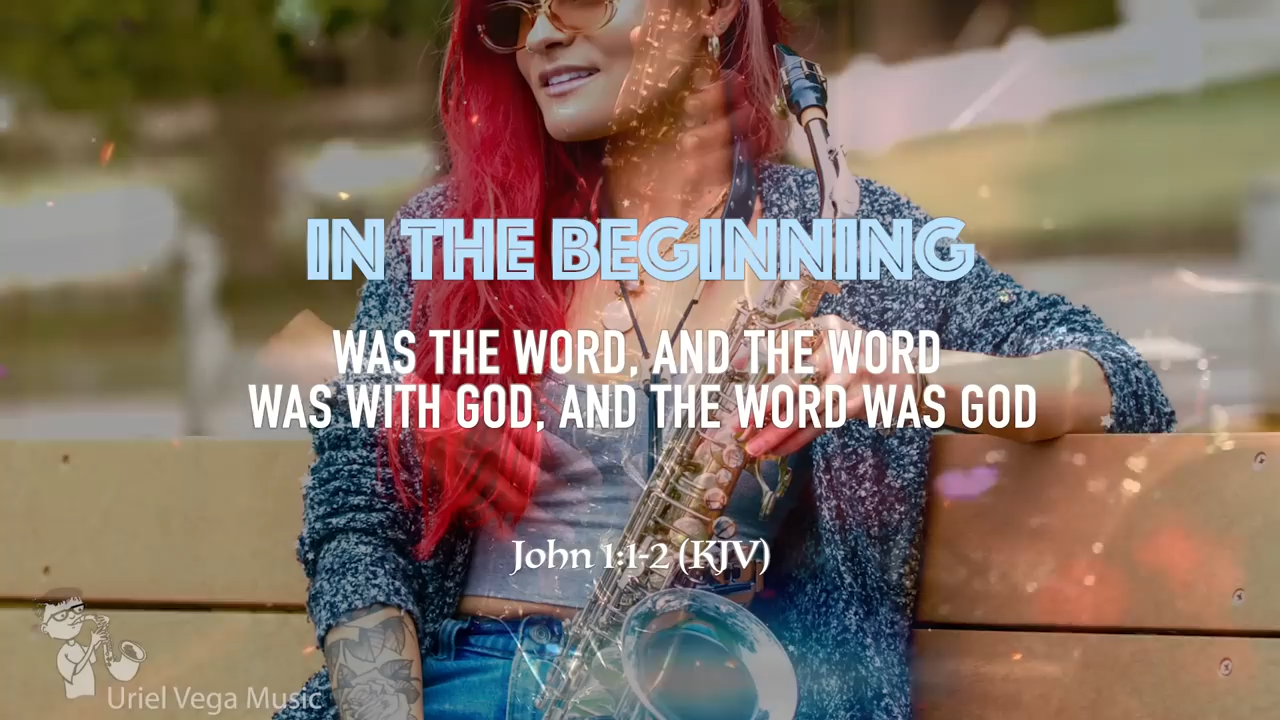 IN THE BEGINNING
WAS THE WORD, AND THE WORD
WAS WITH GOD, AND THE WORD WAS GOD
John 1:1-2 (KJV)
Uriel Vega Music